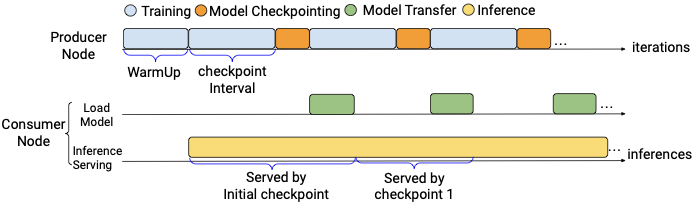 Training Model Checkpointing Model Transfer Inference
Producer
Node
...
iterations
WarmUp
checkpoint
Interval
Consumer
Node
Load
Model
...
Inference
Serving
...
inferences
Served by
Initial checkpoint
Served by
checkpoint 1